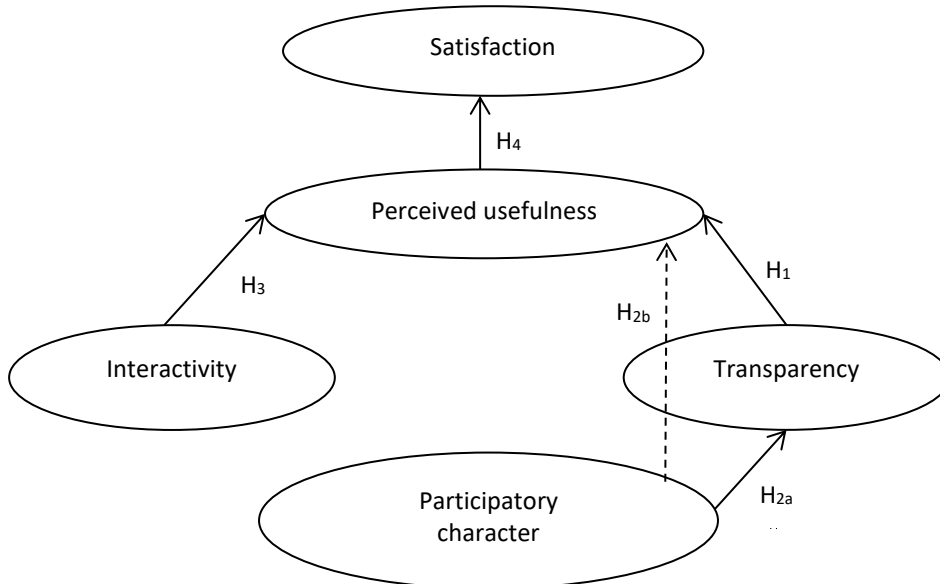 Satisfaction
H4
Perceived usefulness
H3
H1
H2b
Interactivity
Transparency
Participatory
character
H2a